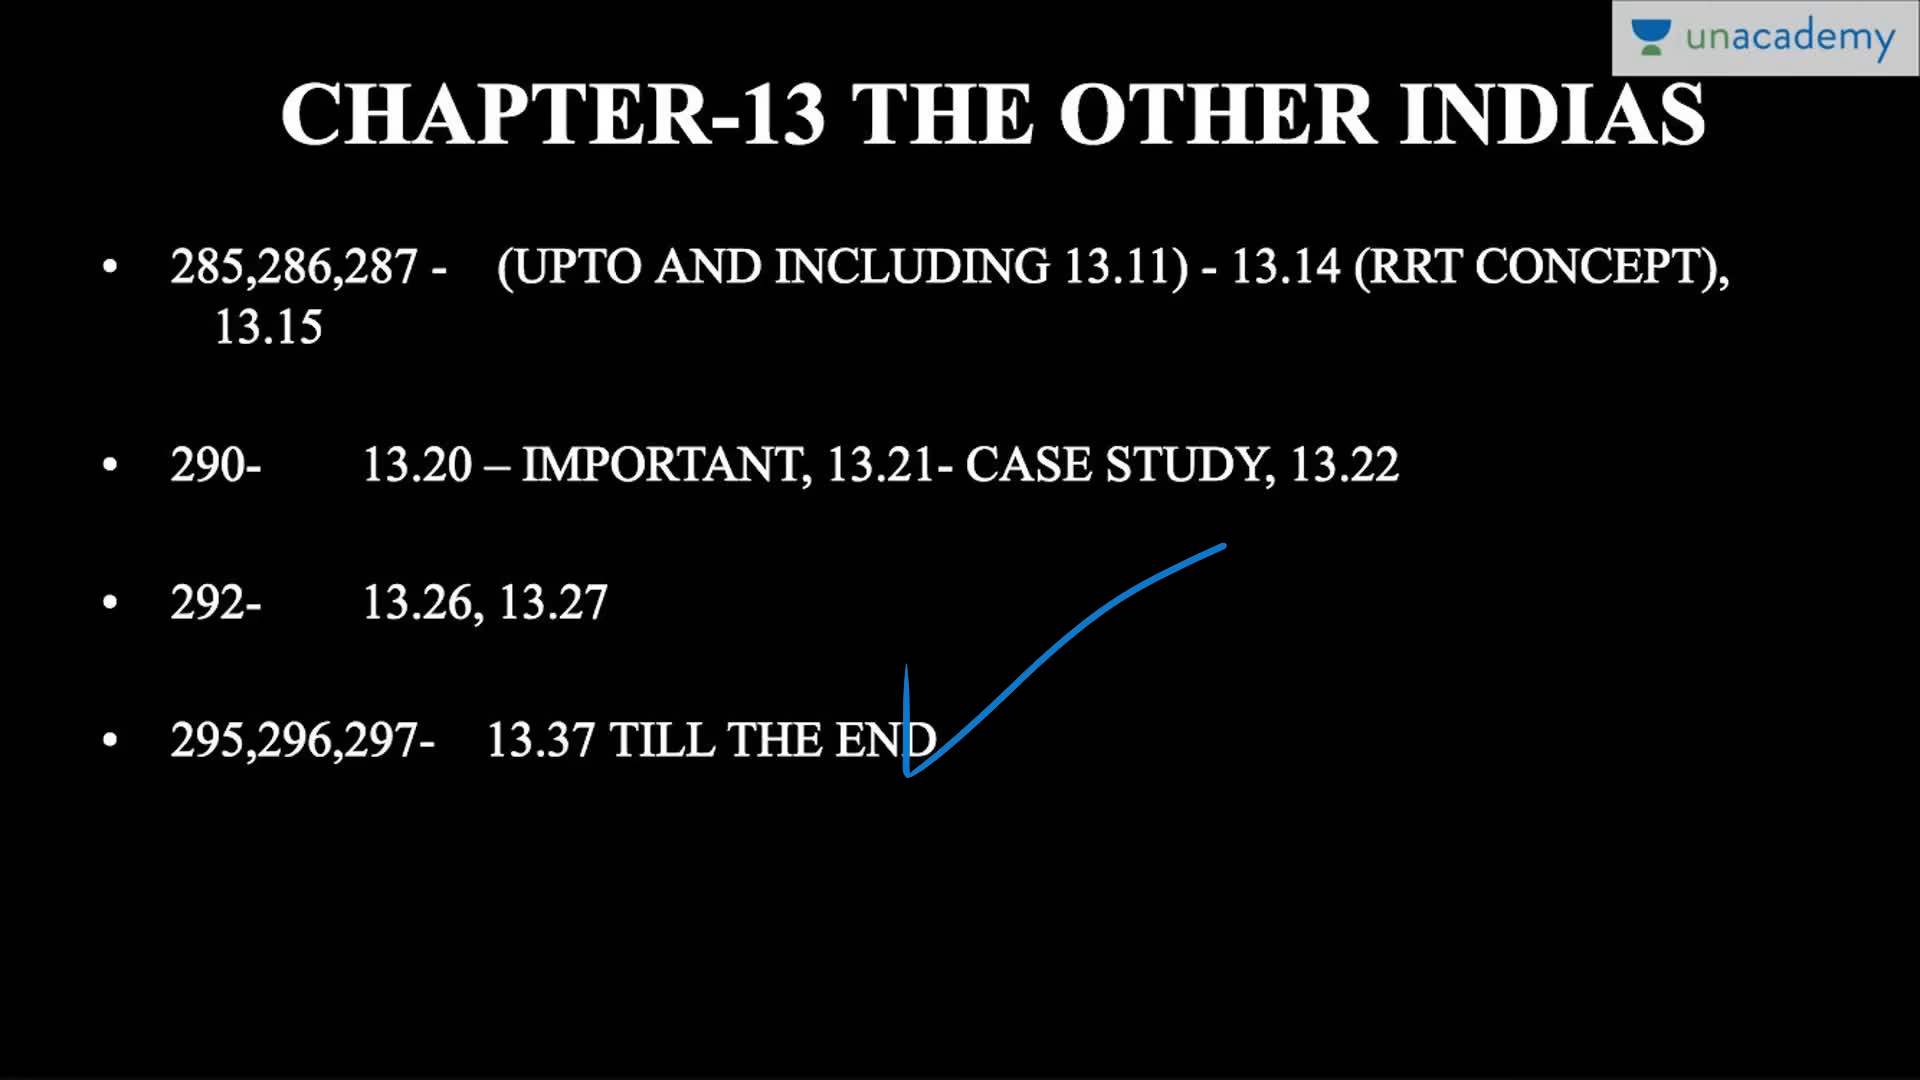 unacademy
CHAPTER-13 THE OTHER INDIAS
• 285,286,287 - (UPTO AND INCLUDING 13.11) - 13.14 (RRT CONCEPT),
13.15
• 290- 13.20 – IMPORTANT, 13.21- CASE STUDY, 13.22
• 292- 13.26, 13.27
• 295,296,297- 13.37 TILL THE END